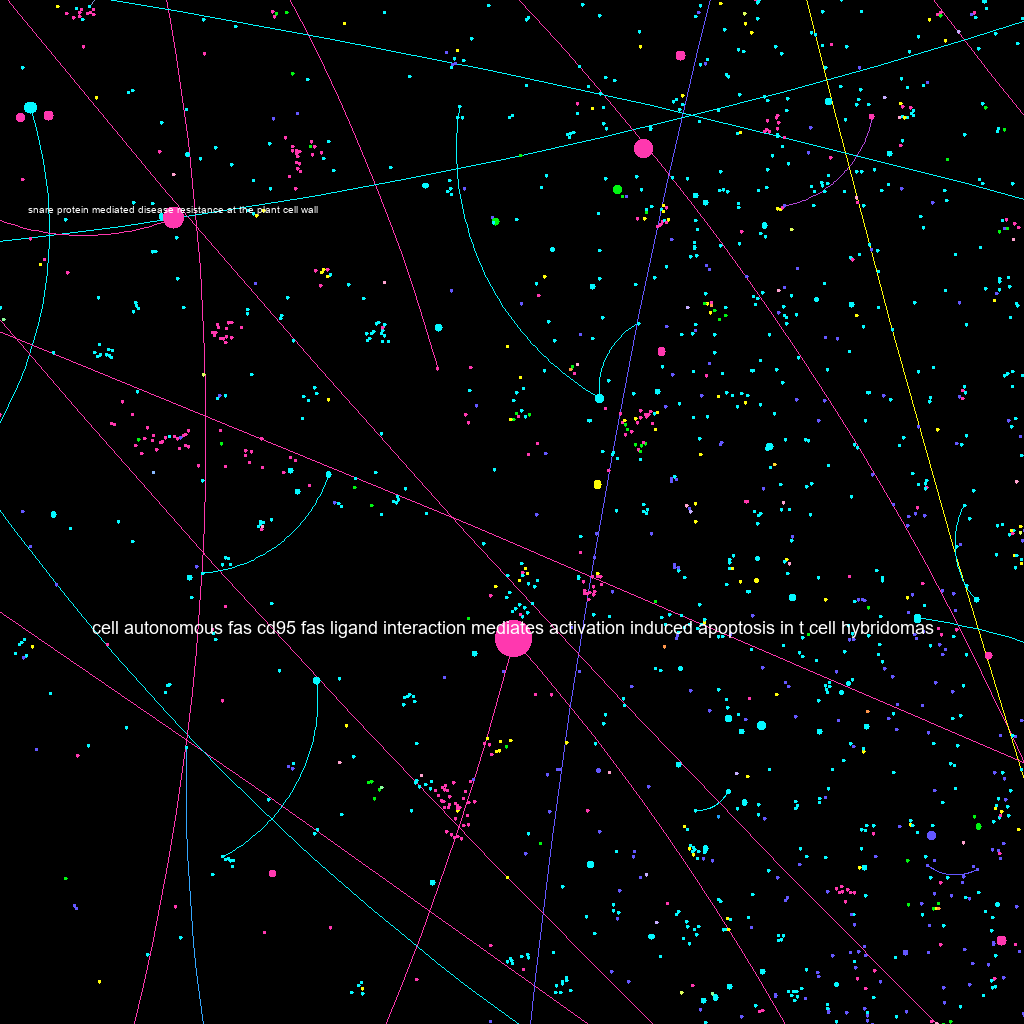 snare protein mediated disease resistance at the plant cell wall
cell autonomous fas cd95 fas ligand interaction mediates activation induced apoptosis in t cell hybridomas